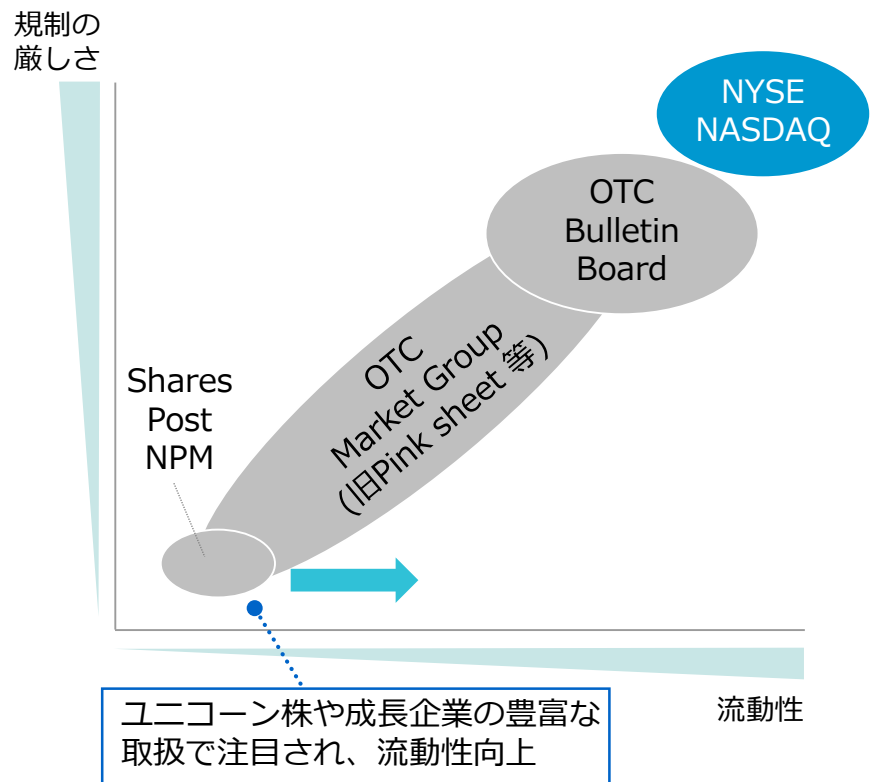 規制の
厳しさ
NYSE
NASDAQ
OTC
Bulletin
Board
OTC
Market Group
(旧Pink sheet 等)
Shares
Post
NPM
流動性
ユニコーン株や成長企業の豊富な
取扱で注目され、流動性向上